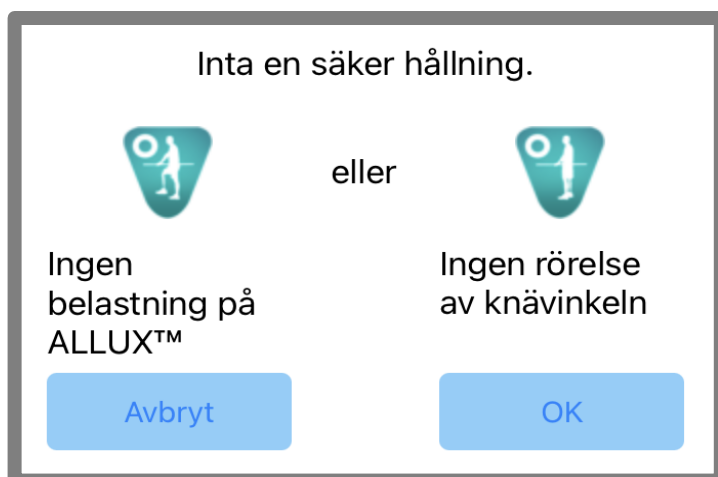 Inta en säker hållning.
eller
Ingen
belastning på
ALLUX™
Ingen rörelse
av knävinkeln
Avbryt
OK